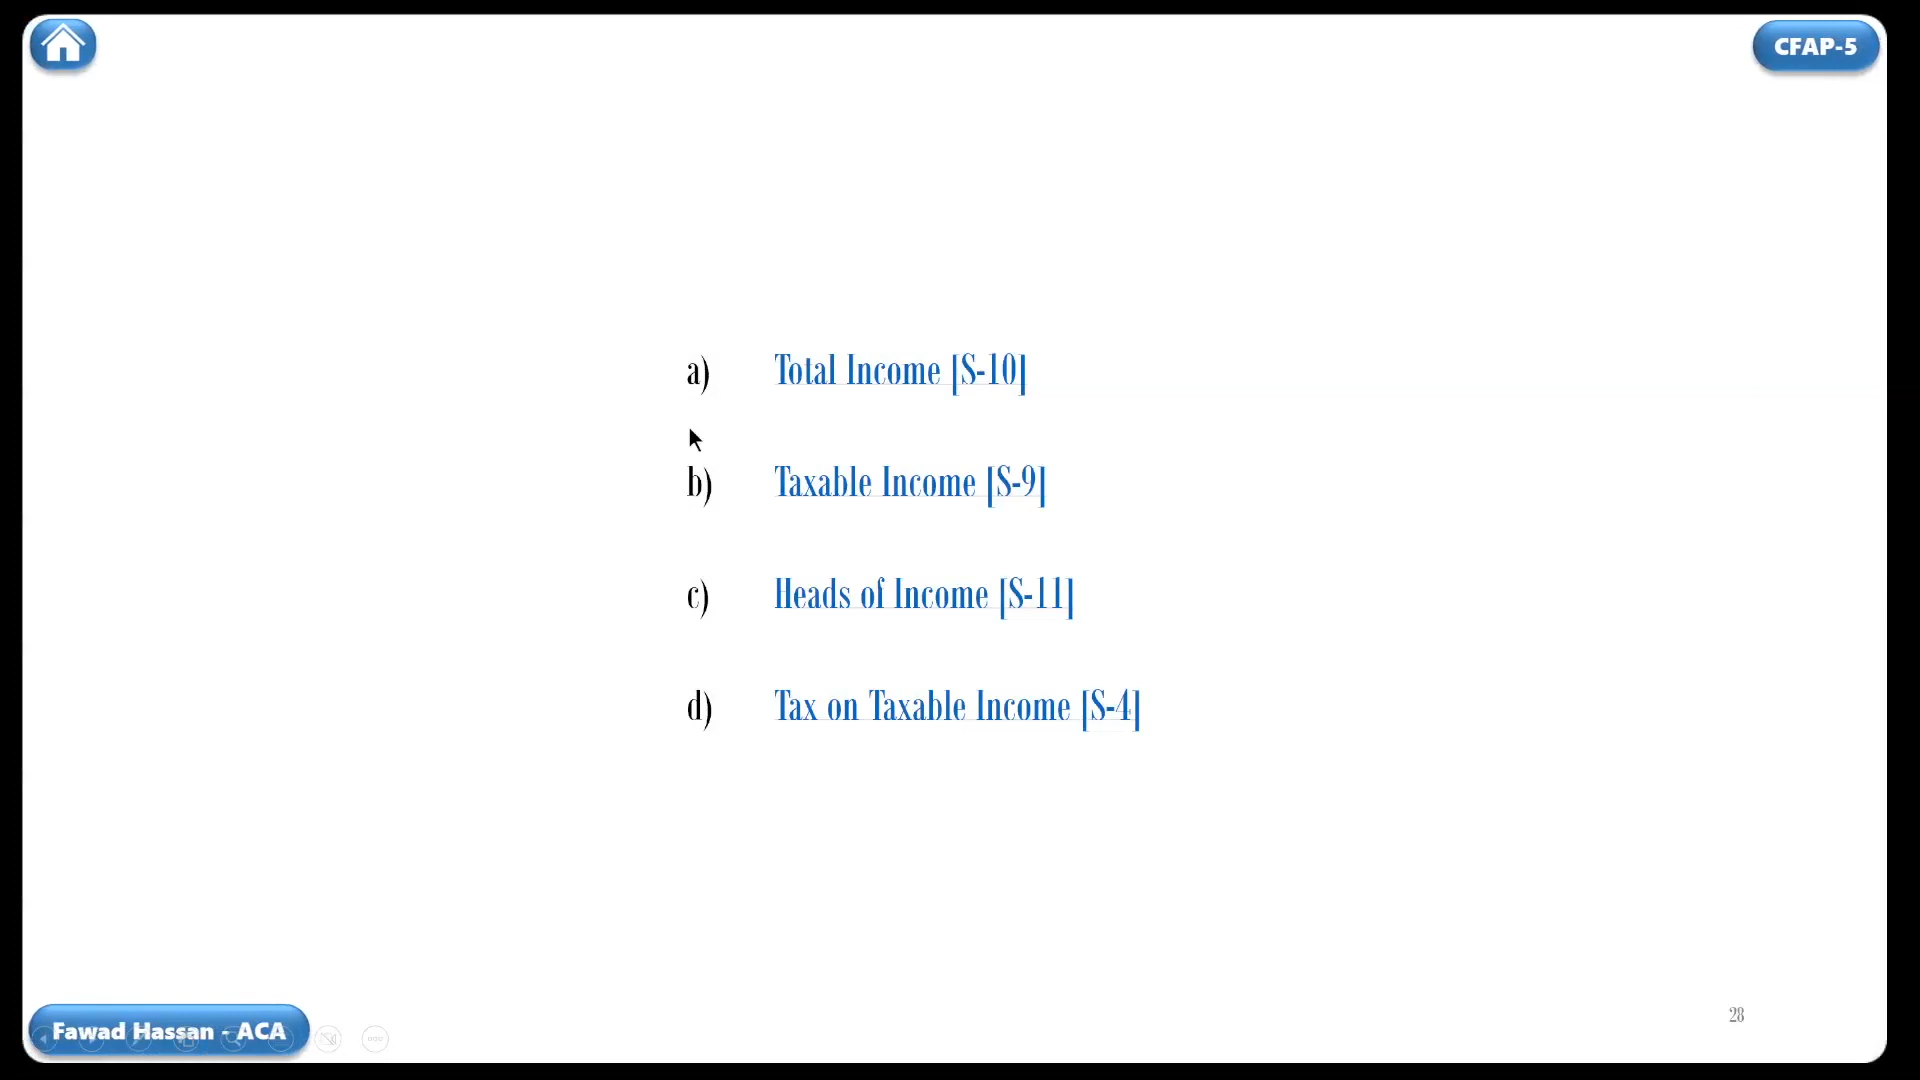 CFAP-5
a) Total Income [S-10]
b) Taxable Income [S-9]
c) Heads of Income [S-11]
d) Tax on Taxable Income [S-4]
Fawad Hassan - ACA
28